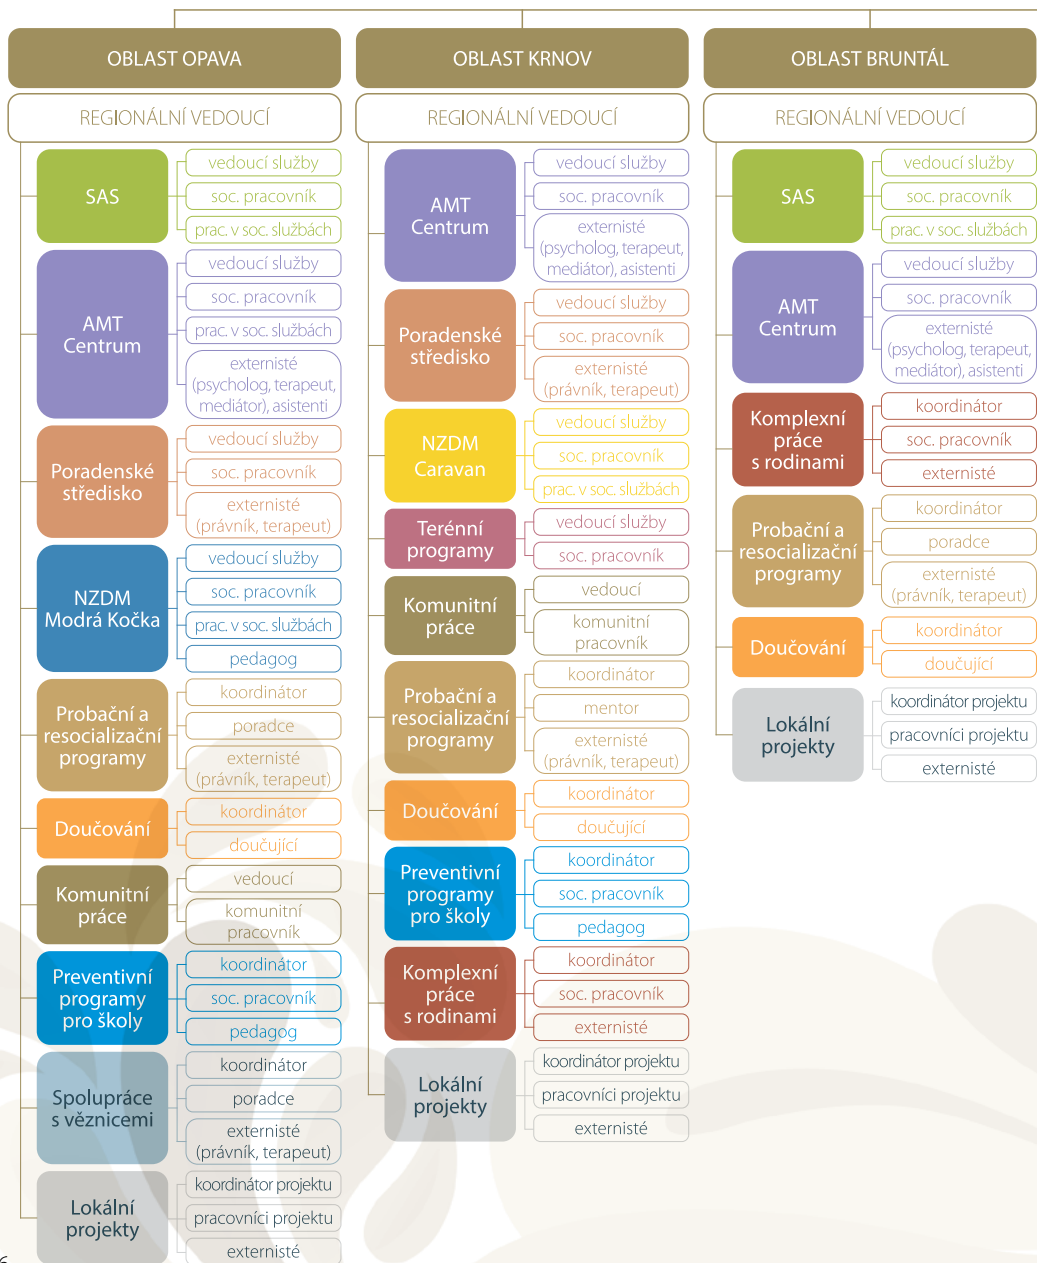 OBLAST OPAVA
REGIONÁLNÍ VEDOUCÍ
SAS
vedoucí služby
soc. pracovník
prac. v soc. službách
AMT
Centrum
vedoucí služby
soc. pracovník
prac. v soc. službách
externisté
(psycholog, terapeut,
mediátor), asistenti
Poradenské
středisko
vedoucí služby
soc. pracovník
externisté
(právník, terapeut)
NZDM
Modrá Kočka
vedoucí služby
soc. pracovník
prac. v soc. službách
pedagog
Probační a
resocializační
programy
koordinátor
poradce
externisté
(právník, terapeut)
Doučování
koordinátor
doučující
Komunitní
práce
vedoucí
komunitní
pracovník
Preventivní
programy
pro školy
koordinátor
soc. pracovník
pedagog
Spolupráce
s věznicemi
koordinátor
poradce
externisté
(právník, terapeut)
Lokální
projekty
koordinátor projektu
pracovníci projektu
externisté
OBLAST KRNOV
REGIONÁLNÍ VEDOUCÍ
AMT
Centrum
vedoucí služby
soc. pracovník
externisté
(psycholog, terapeut,
mediátor), asistenti
Poradenské
středisko
vedoucí služby
soc. pracovník
externisté
(právník, terapeut)
NZDM
Caravan
vedoucí služby
soc. pracovník
prac. v soc. službách
Terénní
programy
vedoucí služby
soc. pracovník
Komunitní
práce
vedoucí
komunitní
pracovník
Probační a
resocializační
programy
koordinátor
mentor
externisté
(právník, terapeut)
Doučování
koordinátor
doučující
Preventivní
programy
pro školy
koordinátor
soc. pracovník
pedagog
Komplexní
práce
s rodinami
koordinátor
soc. pracovník
externisté
Lokální
projekty
koordinátor projektu
pracovníci projektu
externisté
OBLAST BRUNTÁL
REGIONÁLNÍ VEDOUCÍ
SAS
vedoucí služby
soc. pracovník
prac. v soc. službách
AMT
Centrum
vedoucí služby
soc. pracovník
externisté
(psycholog, terapeut,
mediátor), asistenti
Komplexní
práce
s rodinami
koordinátor
soc. pracovník
externisté
Probační a
resocializační
programy
koordinátor
poradce
externisté
(právník, terapeut)
Doučování
koordinátor
doučující
Lokální
projekty
koordinátor projektu
pracovníci projektu
externisté